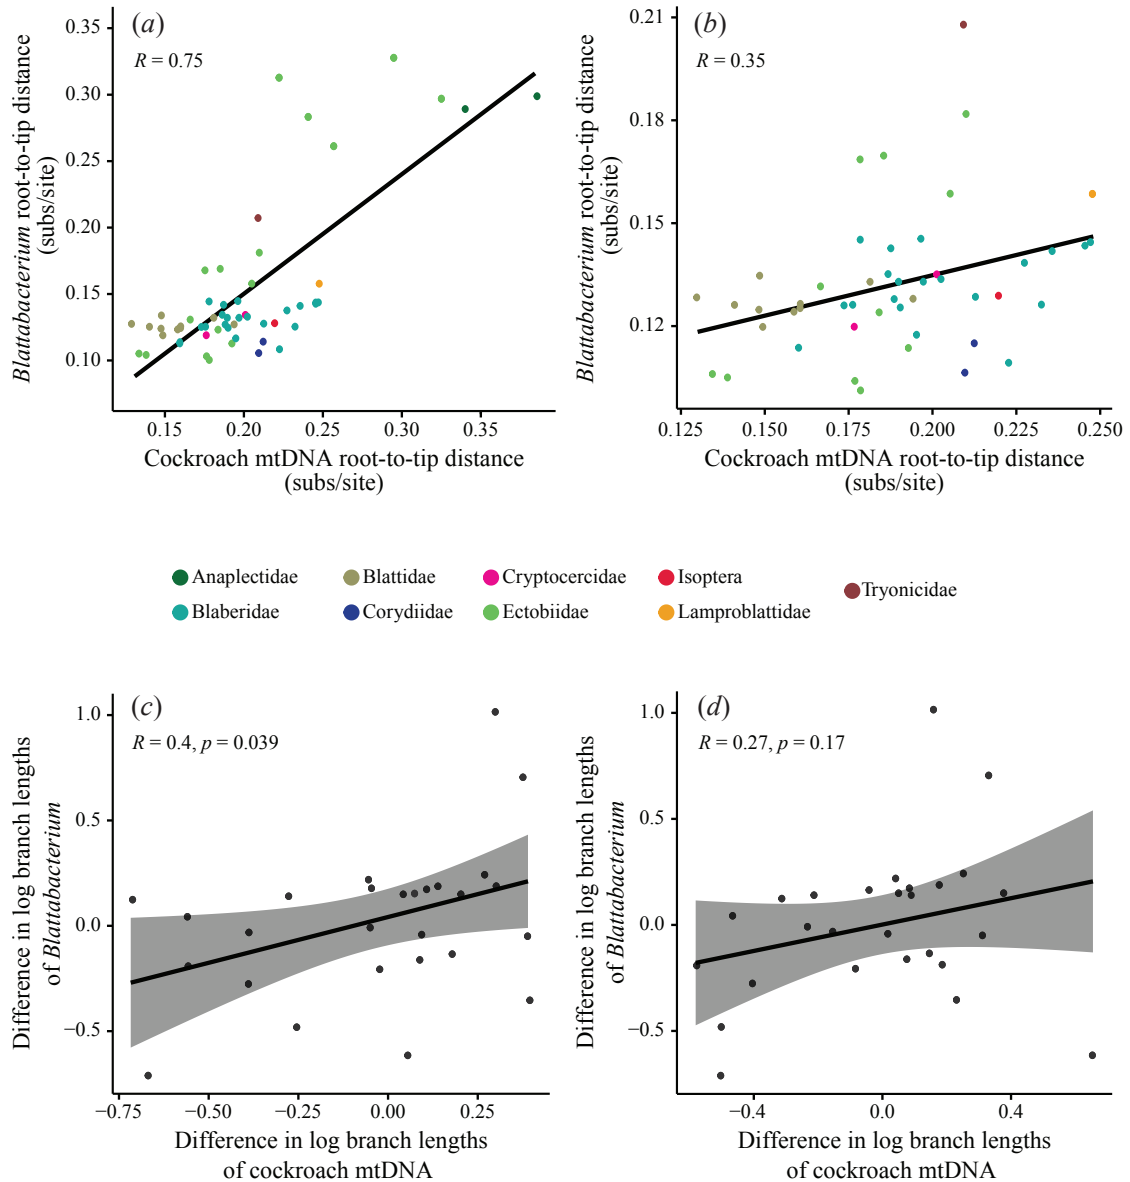 (a)
R = 0.75
Blattabacterium root-to-tip distance
(subs/site)
0.35
0.30
0.25
0.20
0.15
0.10
0.15
0.20
0.25
0.30
0.35
Cockroach mtDNA root-to-tip distance
(subs/site)
(b)
R = 0.35
Blattabacterium root-to-tip distance
(subs/site)
0.21
0.18
0.15
0.12
0.125
0.150
0.175
0.200
0.225
0.250
Cockroach mtDNA root-to-tip distance
(subs/site)
Anaplectidae
Blattidae
Cryptocercidae
Isoptera
Tryonicidae
Blaberidae
Corydiidae
Ectobiidae
Lamproblattidae
(c)
R = 0.4, p = 0.039
Difference in log branch lengths
of Blattabacterium
1.0
0.5
0.0
−0.5
−0.75
−0.50
−0.25
0.00
0.25
Difference in log branch lengths
of cockroach mtDNA
(d)
R = 0.27, p = 0.17
Difference in log branch lengths
of Blattabacterium
1.0
0.5
0.0
−0.5
−0.4
0.0
0.4
Difference in log branch lengths
of cockroach mtDNA